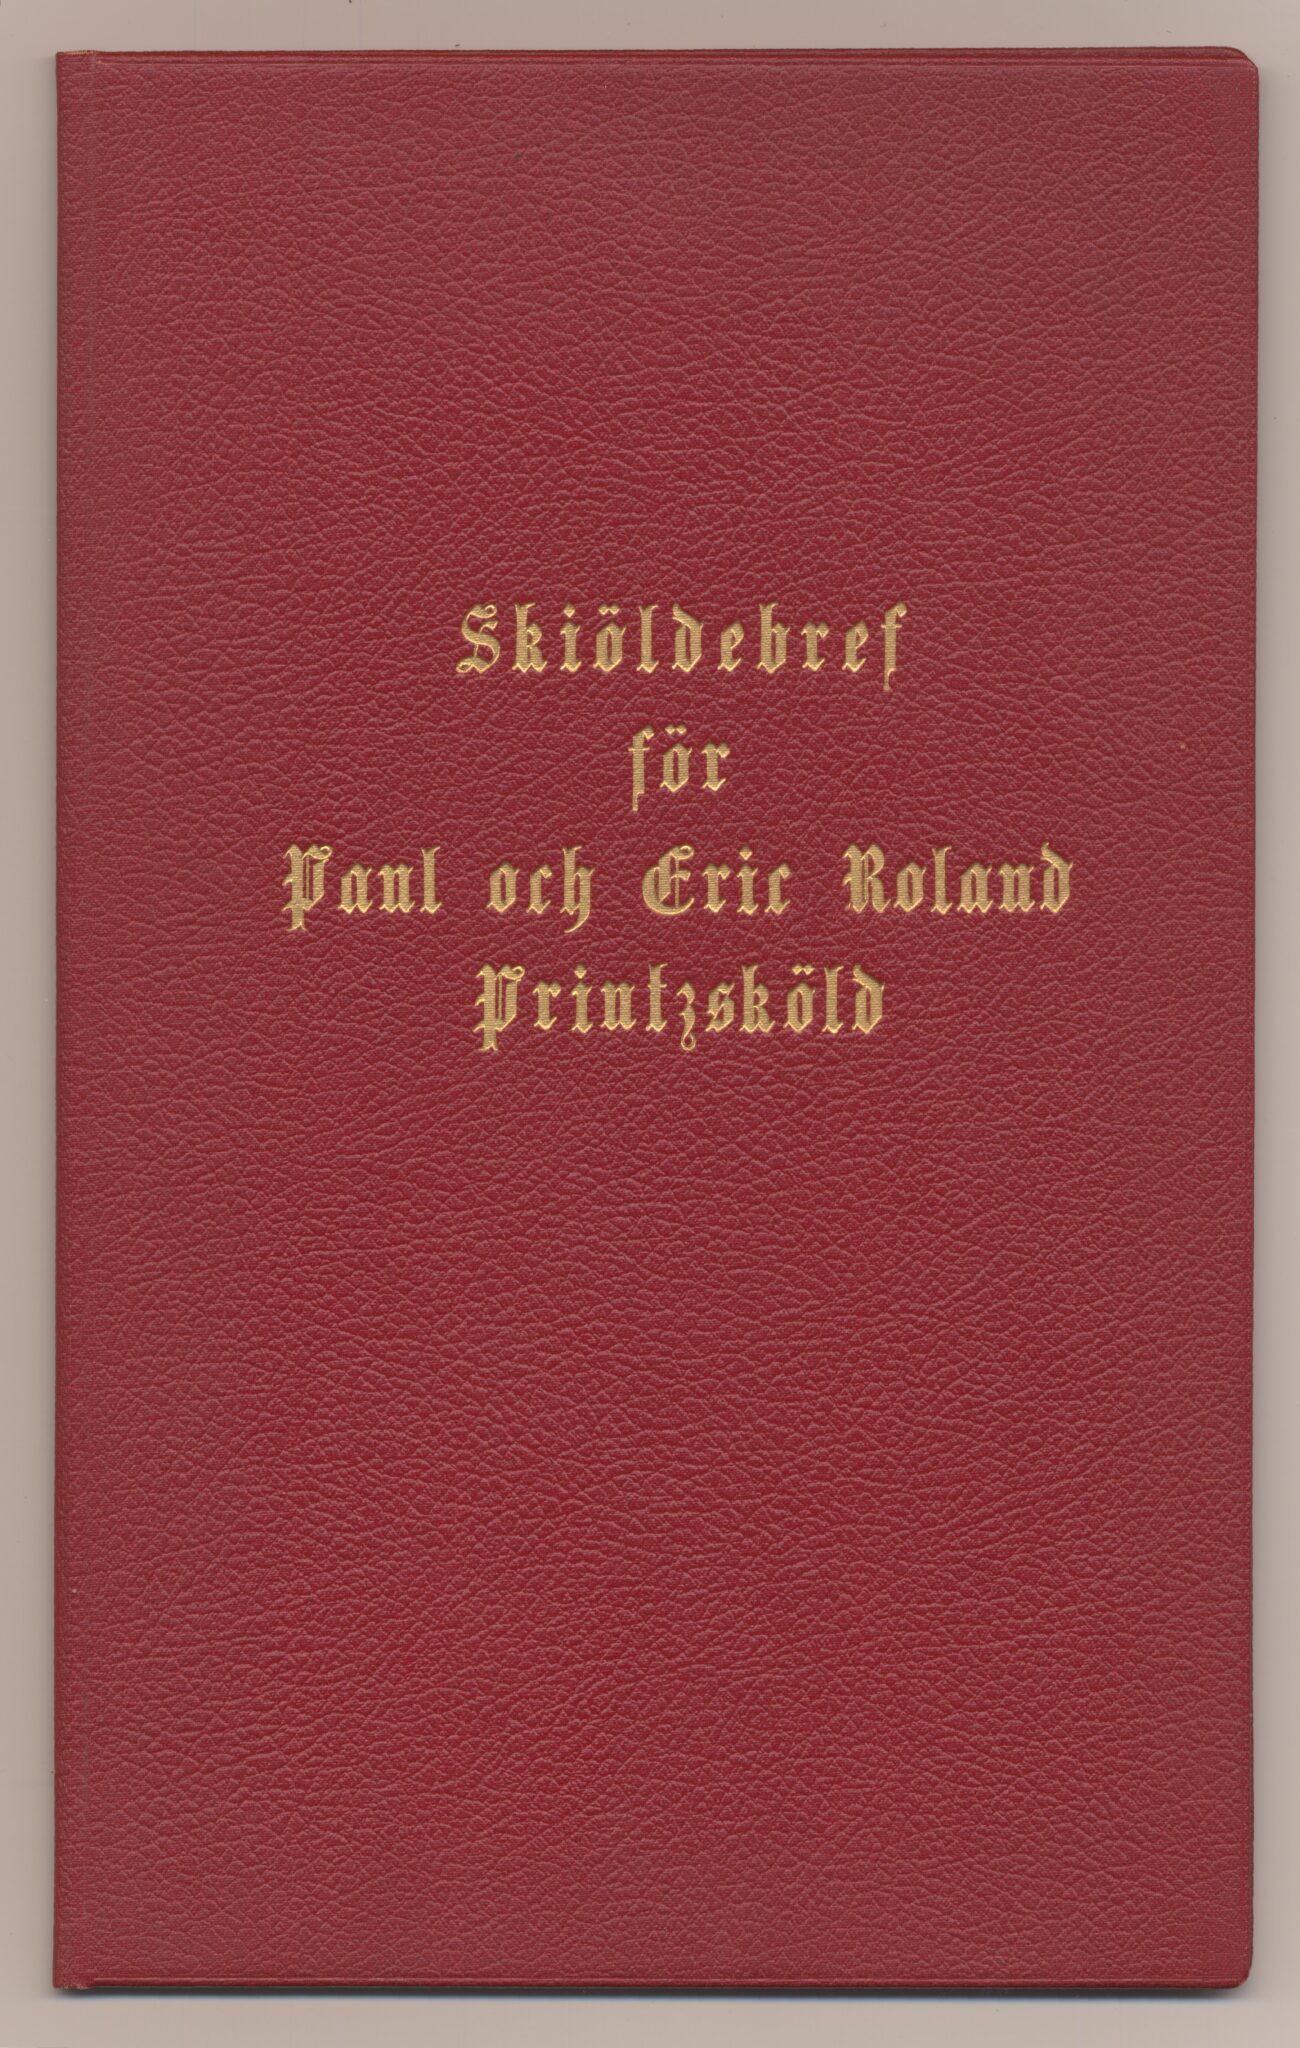 Skiöldebref
för
Paul och Eric Roland
Printzsköld